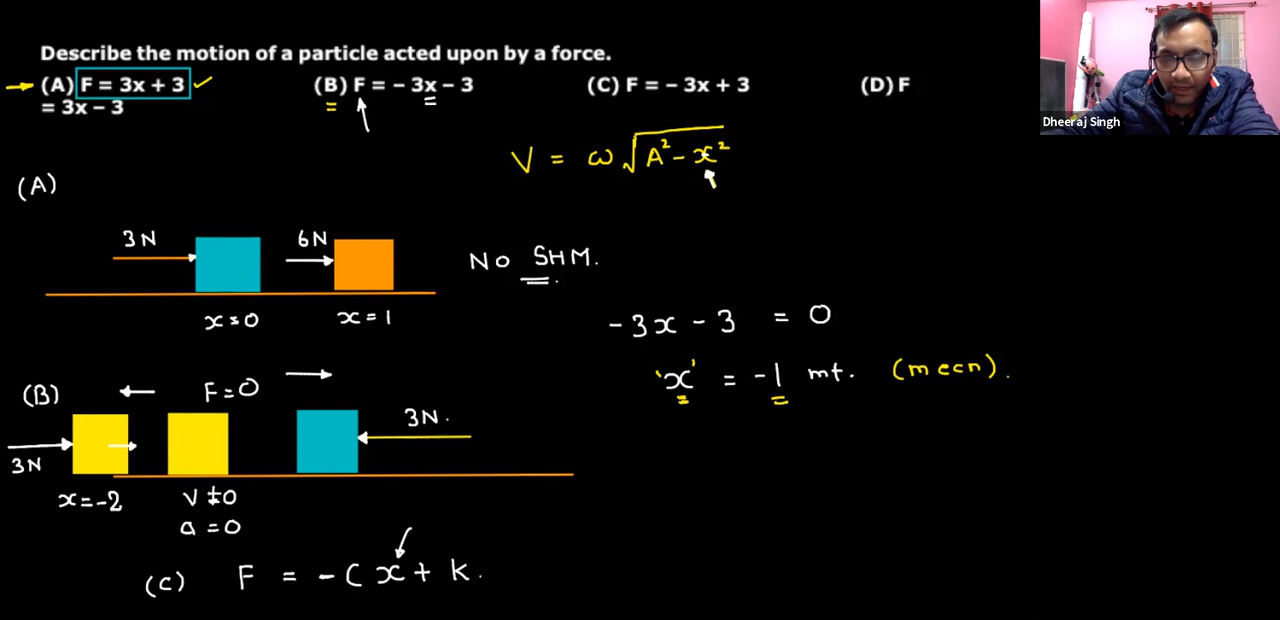 Describe the motion of a particle acted upon by a force.
(A) F = 3x + 3 (B) F = – 3x – 3 (C) F = – 3x + 3 (D) F
= 3x – 3
Dheeraj Singh
V = ω √A² - x²
(A)
3N 6N
No SHM.
x = 0 x = 1
-3x - 3 = 0
'x' = -1 mt. (mean).
(B) F = 0
3N.
3N
x = -2 V ≠ 0
a = 0
(C) F = - C x + k.